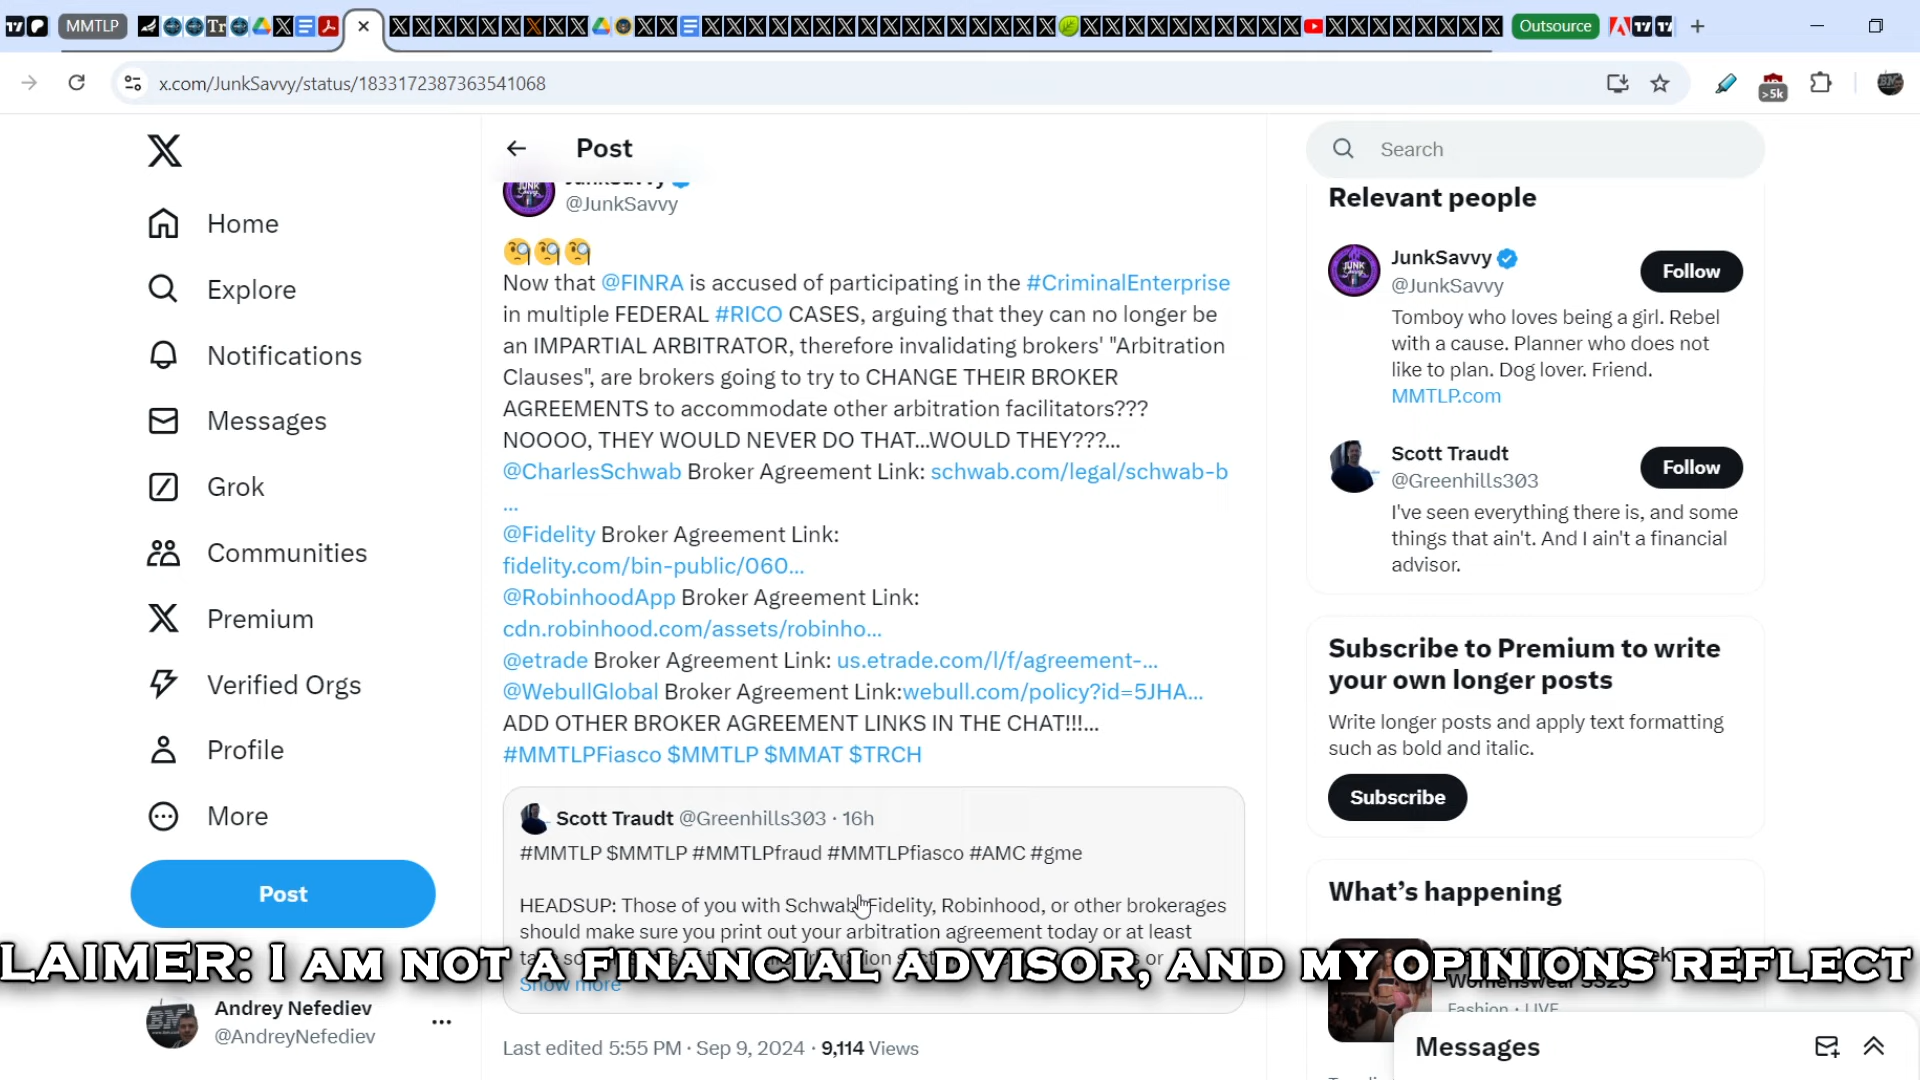 MMTLP
Tr
Outsource
x.com/JunkSavvy/status/1833172387363541068
>5k
Post
Search
Home
Explore
Notifications
Messages
Grok
Communities
Premium
Verified Orgs
Profile
More
Post
Andrey Nefediev
@AndreyNefediev
JunkSavvy
@JunkSavvy
Now that @FINRA is accused of participating in the #CriminalEnterprise
in multiple FEDERAL #RICO CASES, arguing that they can no longer be
an IMPARTIAL ARBITRATOR, therefore invalidating brokers' "Arbitration
Clauses", are brokers going to try to CHANGE THEIR BROKER
AGREEMENTS to accommodate other arbitration facilitators???
NOOOO, THEY WOULD NEVER DO THAT...WOULD THEY???...
@CharlesSchwab Broker Agreement Link: schwab.com/legal/schwab-b
...
@Fidelity Broker Agreement Link:
fidelity.com/bin-public/060...
@RobinhoodApp Broker Agreement Link:
cdn.robinhood.com/assets/robinho...
@etrade Broker Agreement Link: us.etrade.com/l/f/agreement-...
@WebullGlobal Broker Agreement Link:webull.com/policy?id=5JHA...
ADD OTHER BROKER AGREEMENT LINKS IN THE CHAT!!!...
#MMTLPFiasco $MMTLP $MMAT $TRCH
Scott Traudt @Greenhills303 · 16h
#MMTLP $MMTLP #MMTLPfraud #MMTLPfiasco #AMC #gme
HEADSUP: Those of you with Schwab, Fidelity, Robinhood, or other brokerages
should make sure you print out your arbitration agreement today or at least
Show more
Last edited 5:55 PM · Sep 9, 2024 · 9,114 Views
Relevant people
JunkSavvy
@JunkSavvy
Follow
Tomboy who loves being a girl. Rebel
with a cause. Planner who does not
like to plan. Dog lover. Friend.
MMTLP.com
Scott Traudt
@Greenhills303
Follow
I've seen everything there is, and some
things that ain't. And I ain't a financial
advisor.
Subscribe to Premium to write
your own longer posts
Write longer posts and apply text formatting
such as bold and italic.
Subscribe
What's happening
Womenswear SS25
Fashion · LIVE
Messages
LAIMER: I AM NOT A FINANCIAL ADVISOR, AND MY OPINIONS REFLECT